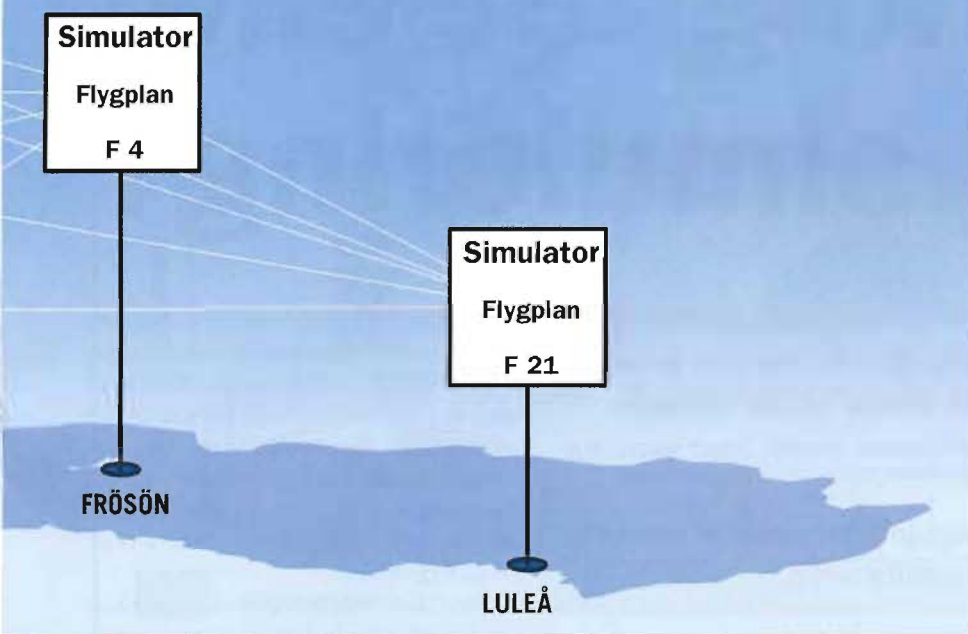 Simulator
Flygplan
F 4
Simulator
Flygplan
F 21
FRÖSÖN
LULEÅ